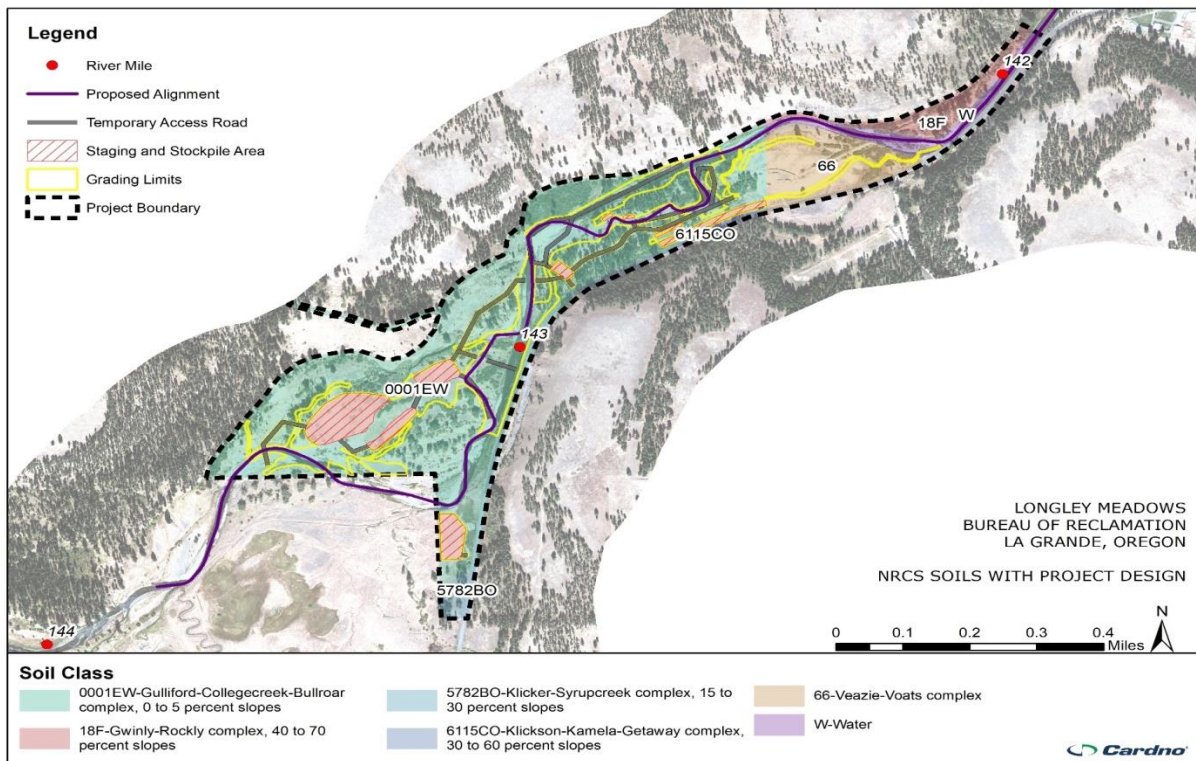 Legend
River Mile
Proposed Alignment
Temporary Access Road
Staging and Stockpile Area
Grading Limits
Project Boundary
142
W
18F
66
6115CO
143
0001EW
5782BO
144
LONGLEY MEADOWS
BUREAU OF RECLAMATION
LA GRANDE, OREGON
NRCS SOILS WITH PROJECT DESIGN
N
0 0.1 0.2 0.3 0.4
Miles
Soil Class
0001EW-Gulliford-Collegecreek-Bullroar
complex, 0 to 5 percent slopes
18F-Gwinly-Rockly complex, 40 to 70
percent slopes
5782BO-Klicker-Syrupcreek complex, 15 to
30 percent slopes
6115CO-Klickson-Kamela-Getaway complex,
30 to 60 percent slopes
66-Veazie-Voats complex
W-Water
Cardno